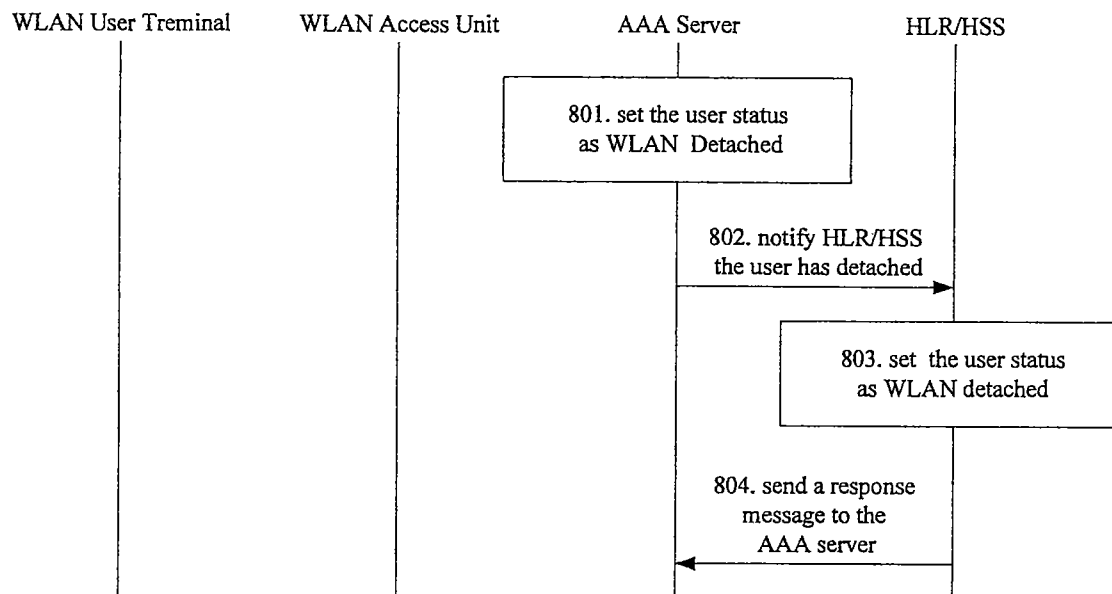 WLAN User Treminal
WLAN Access Unit
AAA Server
HLR/HSS
801. set the user status
as WLAN Detached
802. notify HLR/HSS
the user has detached
803. set the user status
as WLAN detached
804. send a response
message to the
AAA server